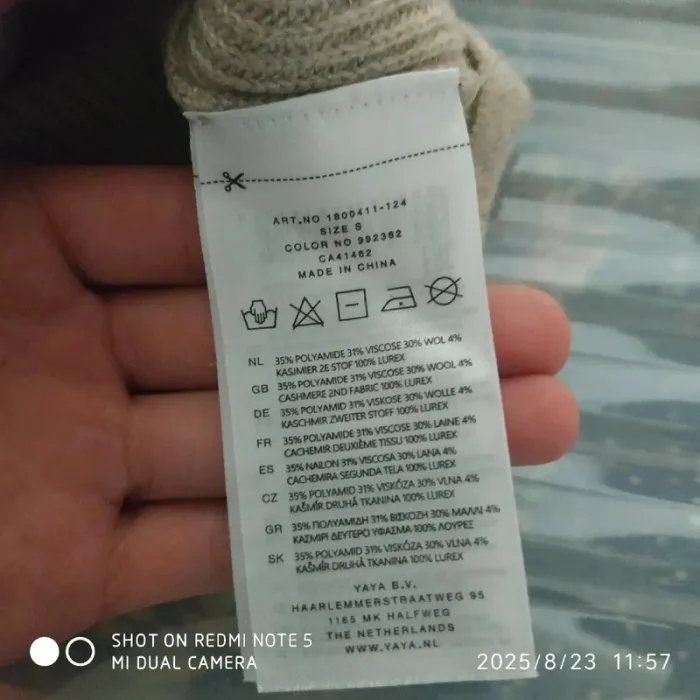 ART.NO 1800411-124
SIZE S
COLOR NO 992362
CA41462
MADE IN CHINA
NL 35% POLYAMIDE 31% VISCOSE 30% WOL 4%
KASJMIER 2E STOF 100% LUREX
GB 35% POLYAMIDE 31% VISCOSE 30% WOOL 4%
CASHMERE 2ND FABRIC 100% LUREX
DE 35% POLYAMID 31% VISKOSE 30% WOLLE 4%
KASCHMIR ZWEITER STOFF 100% LUREX
FR 35% POLYAMIDE 31% VISCOSE 30% LAINE 4%
CACHEMIR DEUXIÈME TISSU 100% LUREX
ES 35% NAILON 31% VISCOSA 30% LANA 4%
CACHEMIRA SEGUNDA TELA 100% LUREX
CZ 35% POLYAMID 31% VISKÓZA 30% VLNA 4%
KAŠMÍR DRUHÁ TKANINA 100% LUREX
GR 35% ΠΟΛΥΑΜΙΔΗ 31% ΒΙΣΚΟΖΗ 30% ΜΑΛΛΙ 4%
ΚΑΣΜΙΡΙ ΔΕΥΤΕΡΟ ΥΦΑΣΜΑ 100% ΛΟΥΡΕΞ
SK 35% POLYAMID 31% VISKÓZA 30% VLNA 4%
KAŠMÍR DRUHÁ TKANINA 100% LUREX
YAYA B.V.
HAARLEMMERSTRAATWEG 95
1165 MK HALFWEG
THE NETHERLANDS
WWW.YAYA.NL
SHOT ON REDMI NOTE 5
MI DUAL CAMERA
2025/8/23 11:57